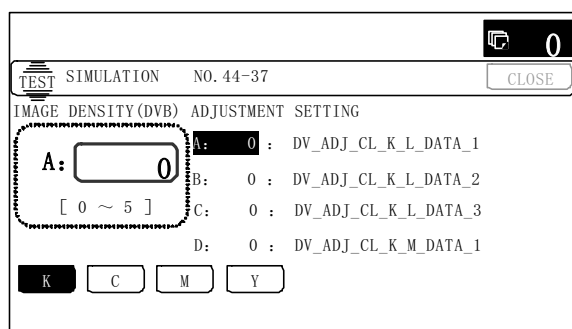 0
TEST SIMULATION NO.44-37 CLOSE
IMAGE DENSITY(DVB) ADJUSTMENT SETTING
A: 0
[ 0 ~ 5 ]
A: 0 : DV_ADJ_CL_K_L_DATA_1
B: 0 : DV_ADJ_CL_K_L_DATA_2
C: 0 : DV_ADJ_CL_K_L_DATA_3
D: 0 : DV_ADJ_CL_K_M_DATA_1
K C M Y